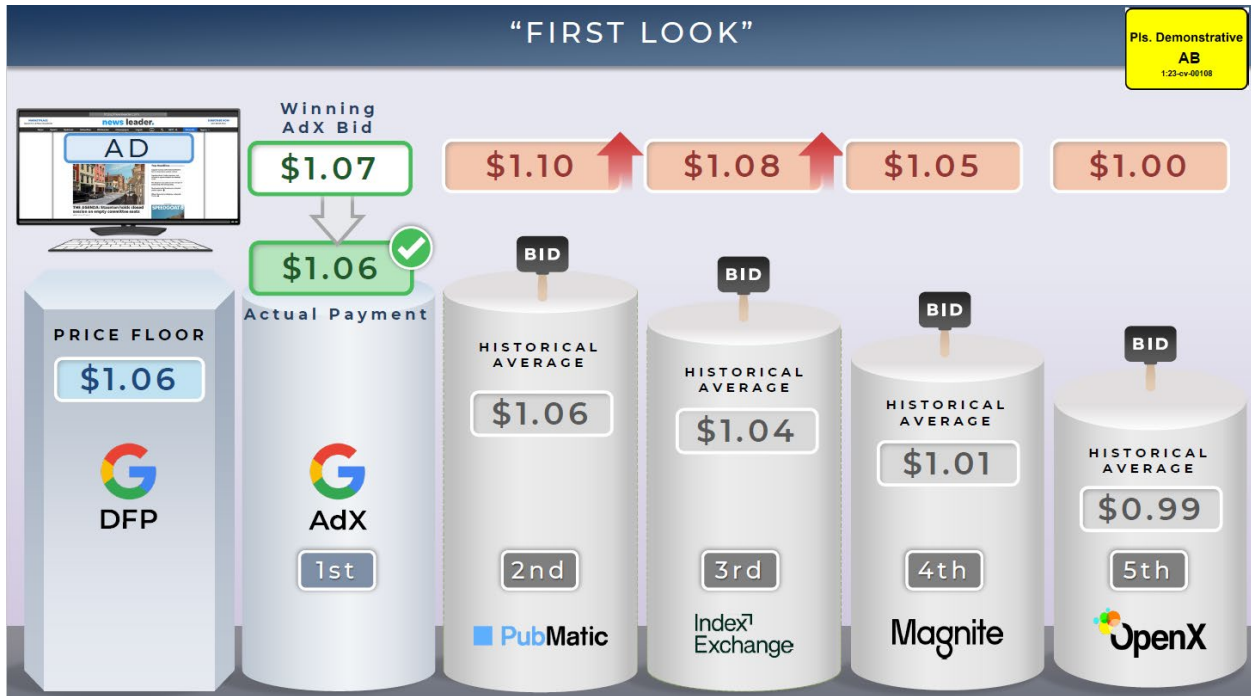 “FIRST LOOK”
Pls. Demonstrative
AB
1:23-cv-00108
news leader.
AD
Winning
AdX Bid
$1.07
$1.10
$1.08
$1.05
$1.00
$1.06
Actual Payment
BID
BID
BID
BID
PRICE FLOOR
$1.06
HISTORICAL
AVERAGE
$1.06
HISTORICAL
AVERAGE
$1.04
HISTORICAL
AVERAGE
$1.01
HISTORICAL
AVERAGE
$0.99
DFP
AdX
1st
2nd
3rd
4th
5th
PubMatic
Index
Exchange
Magnite
OpenX